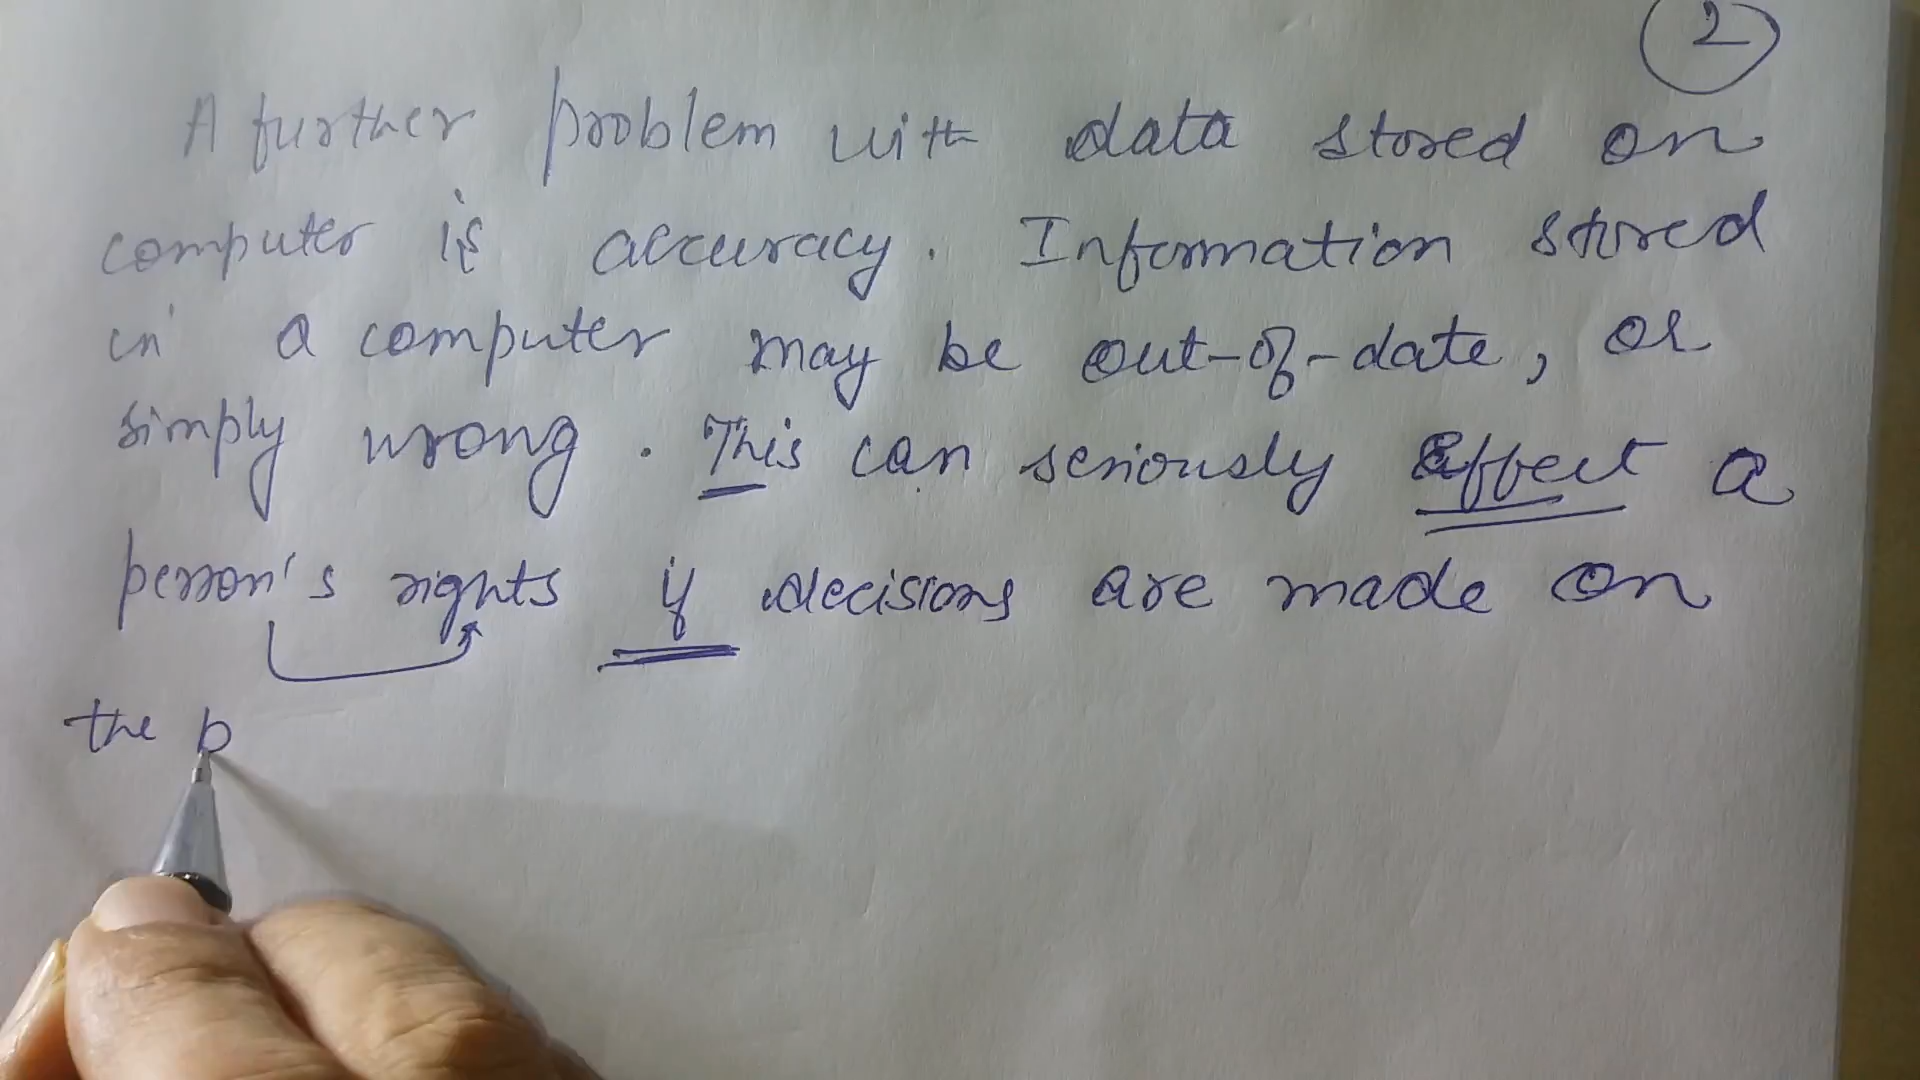 2
A further problem with data stored on
computer is accuracy. Information stored
in a computer may be out-of-date, or
simply wrong. This can seriously effect a
person's rights if decisions are made on
the b